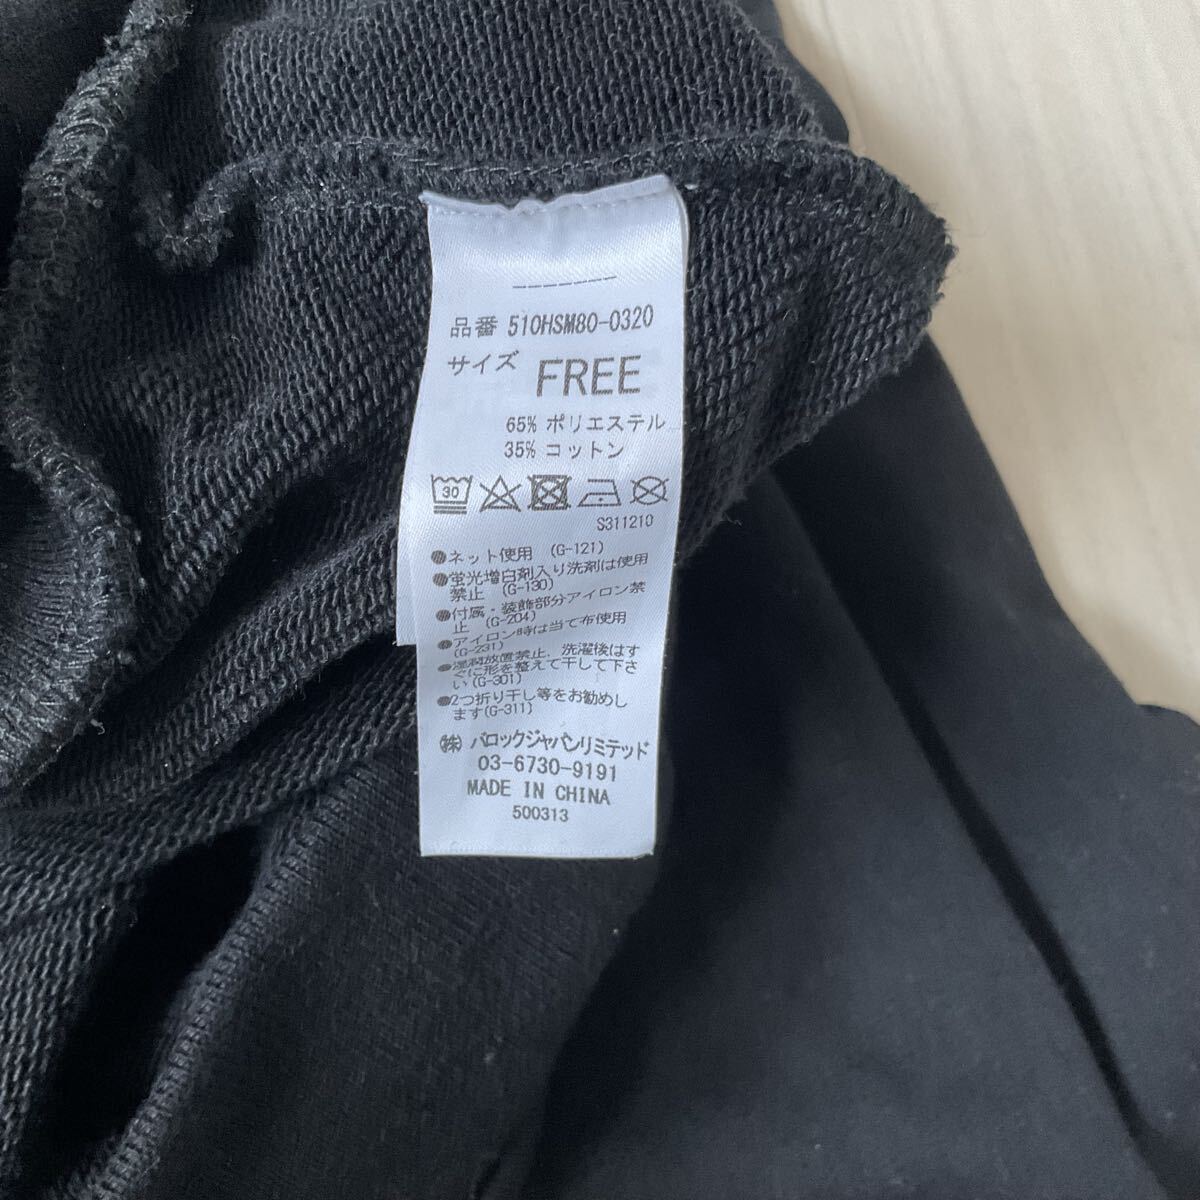 ------
品番 510HSM80-0320
サイズ FREE
65% ポリエステル
35% コットン
30
S311210
●ネット使用 (G-121)
●蛍光増白剤入り洗剤は使用
禁止 (G-130)
●付属・装飾部分アイロン禁
止 (G-204)
●アイロン時は当て布使用
(G-231)
●湿潤放置禁止、洗濯後はす
ぐに形を整えて干して下さ
い(G-301)
●2つ折り干し等をお勧めし
ます(G-311)
㈱ バロックジャパンリミテッド
03-6730-9191
MADE IN CHINA
500313